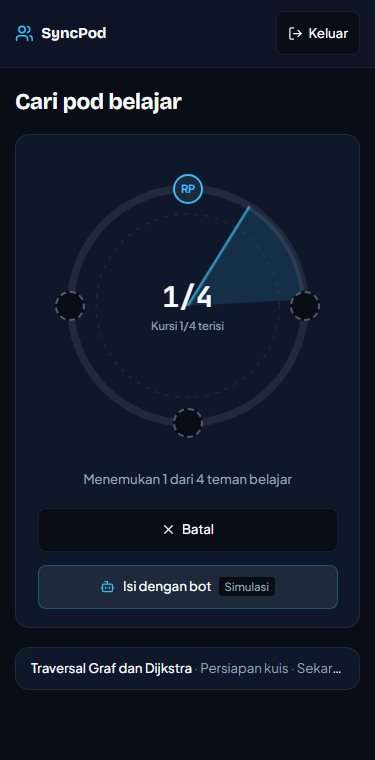 SyncPod
Keluar
Cari pod belajar
RP
1/4
Kursi 1/4 terisi
Menemukan 1 dari 4 teman belajar
Batal
Isi dengan bot Simulasi
Traversal Graf dan Dijkstra · Persiapan kuis · Sekar...